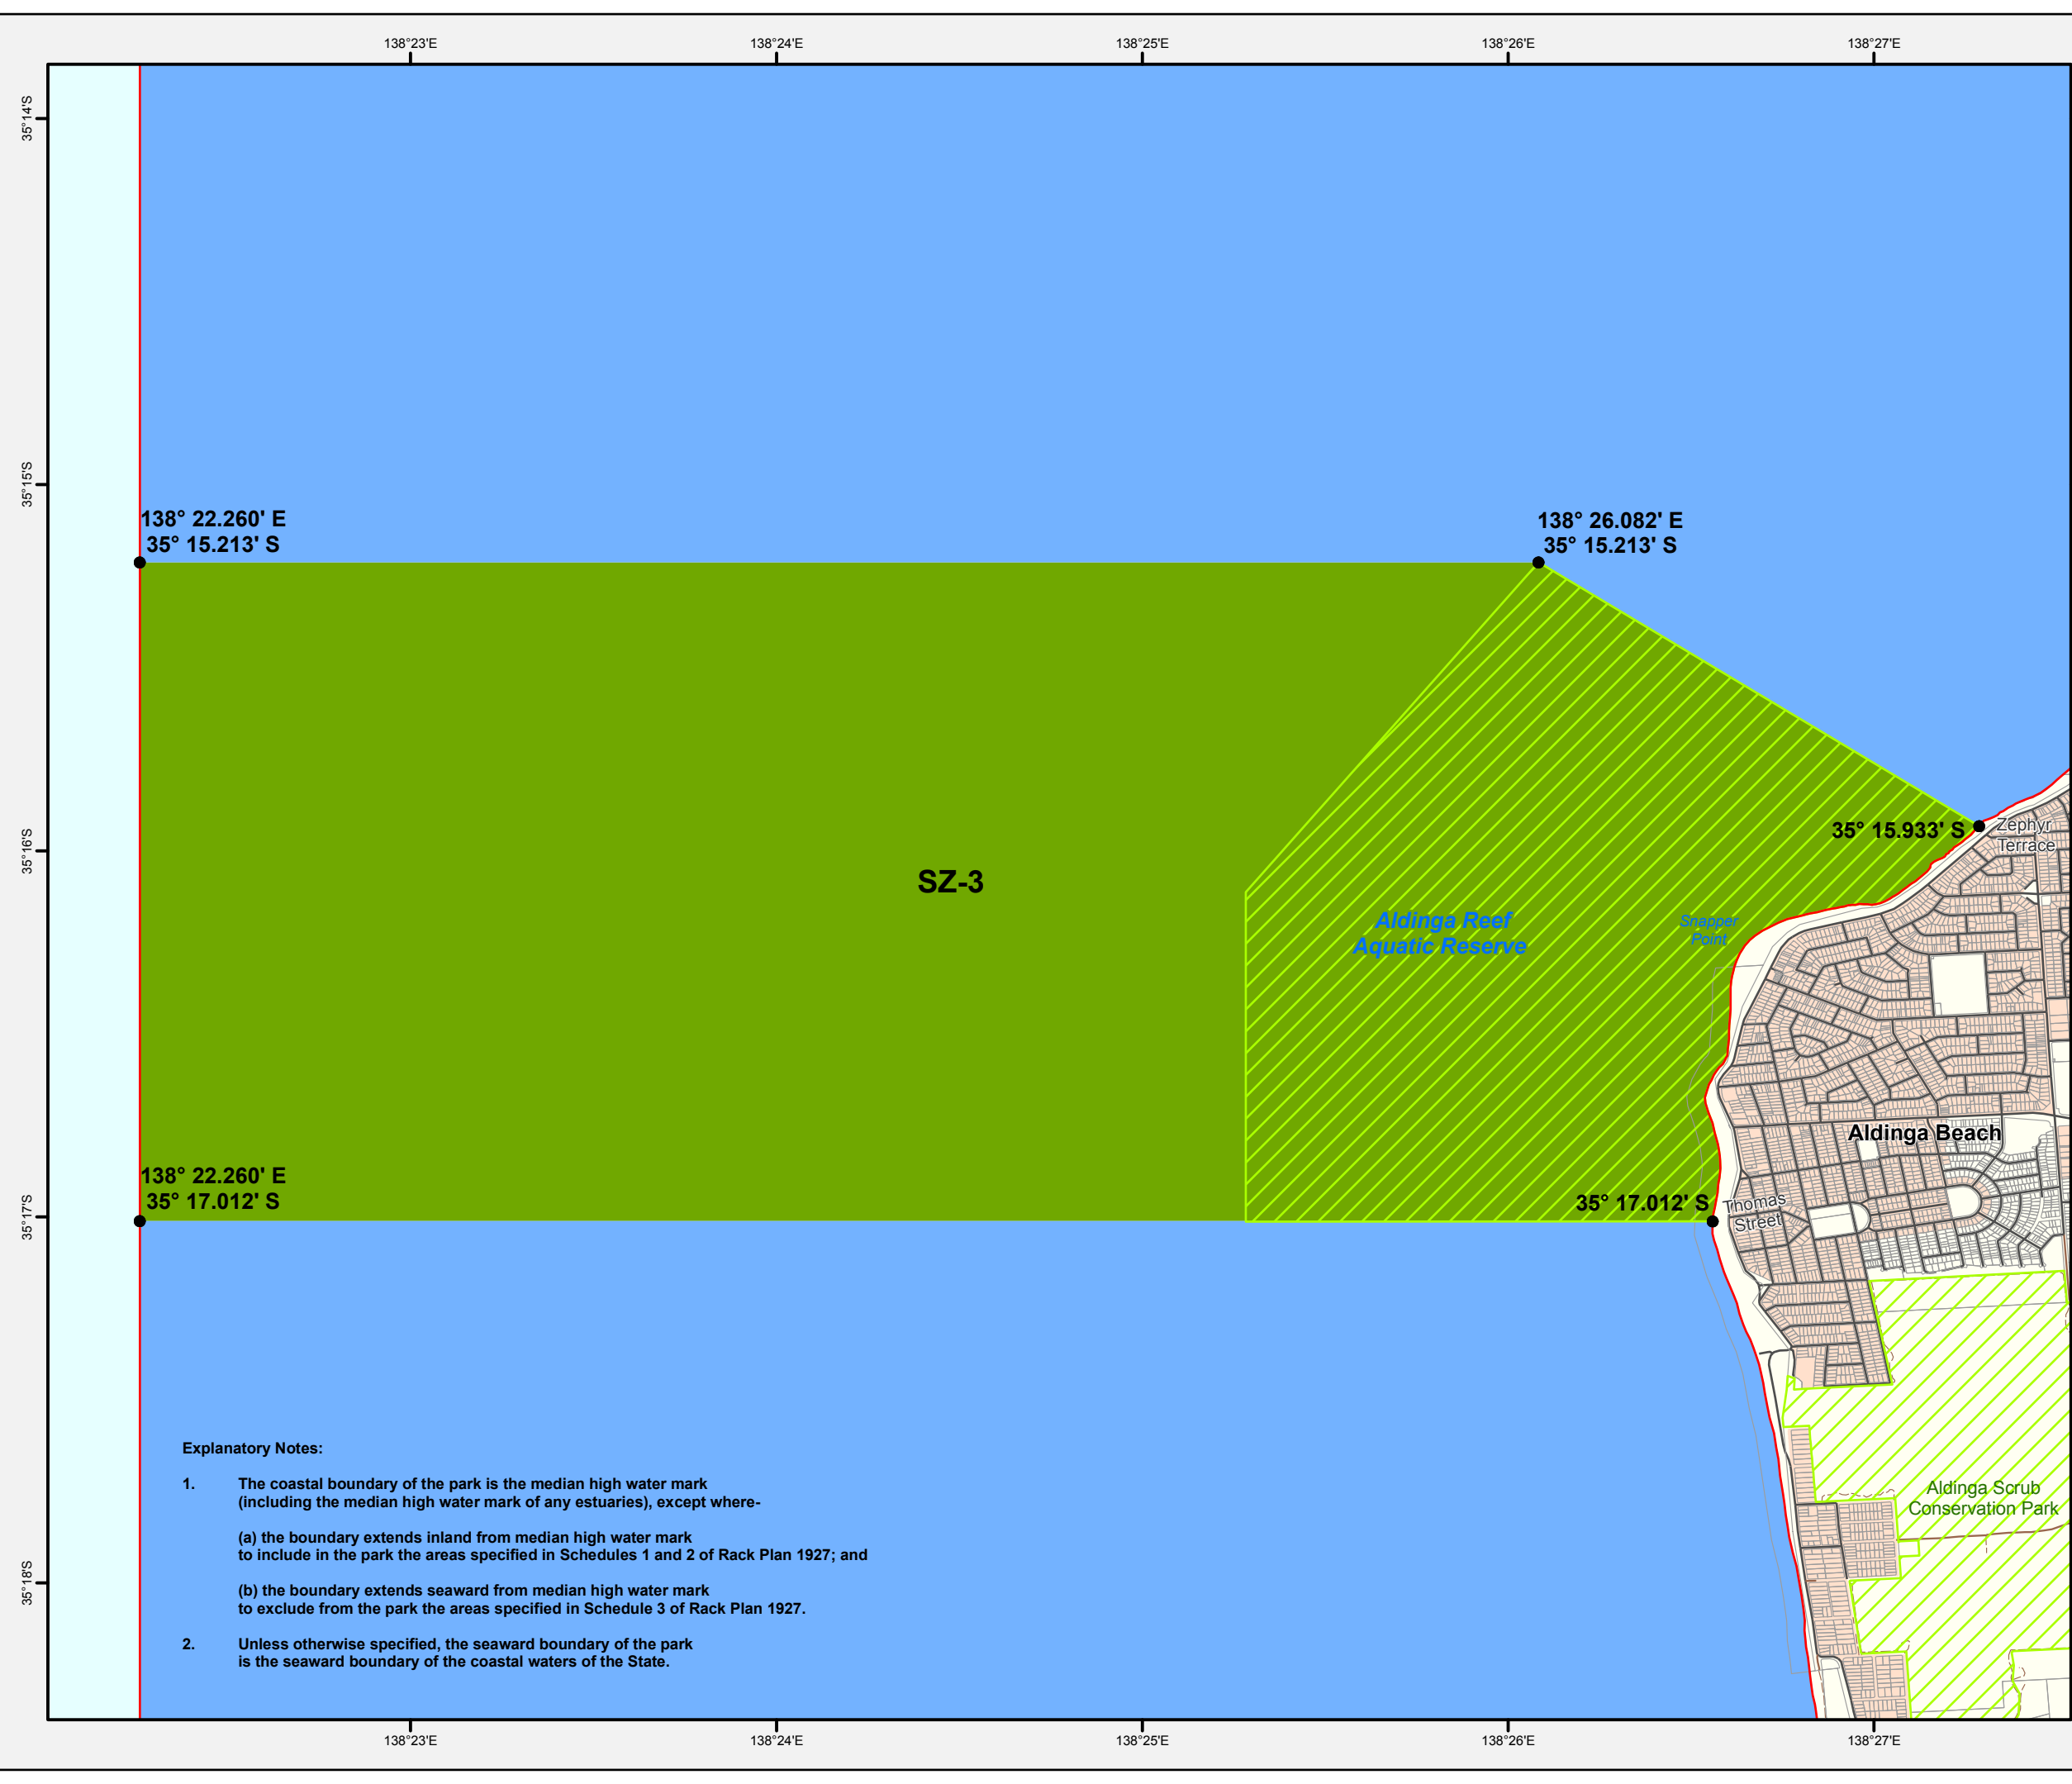 138°23'E
138°24'E
138°25'E
138°26'E
138°27'E
35°14'S
35°15'S
35°16'S
35°17'S
35°18'S
138° 22.260' E
35° 15.213' S
138° 26.082' E
35° 15.213' S
35° 15.933' S
Zephyr
Terrace
SZ-3
Aldinga Reef
Aquatic Reserve
Snapper
Point
Aldinga Beach
138° 22.260' E
35° 17.012' S
35° 17.012' S
Thomas
Street
Aldinga Scrub
Conservation Park
Explanatory Notes:
1. The coastal boundary of the park is the median high water mark
(including the median high water mark of any estuaries), except where-
(a) the boundary extends inland from median high water mark
to include in the park the areas specified in Schedules 1 and 2 of Rack Plan 1927; and
(b) the boundary extends seaward from median high water mark
to exclude from the park the areas specified in Schedule 3 of Rack Plan 1927.
2. Unless otherwise specified, the seaward boundary of the park
is the seaward boundary of the coastal waters of the State.
138°23'E
138°24'E
138°25'E
138°26'E
138°27'E